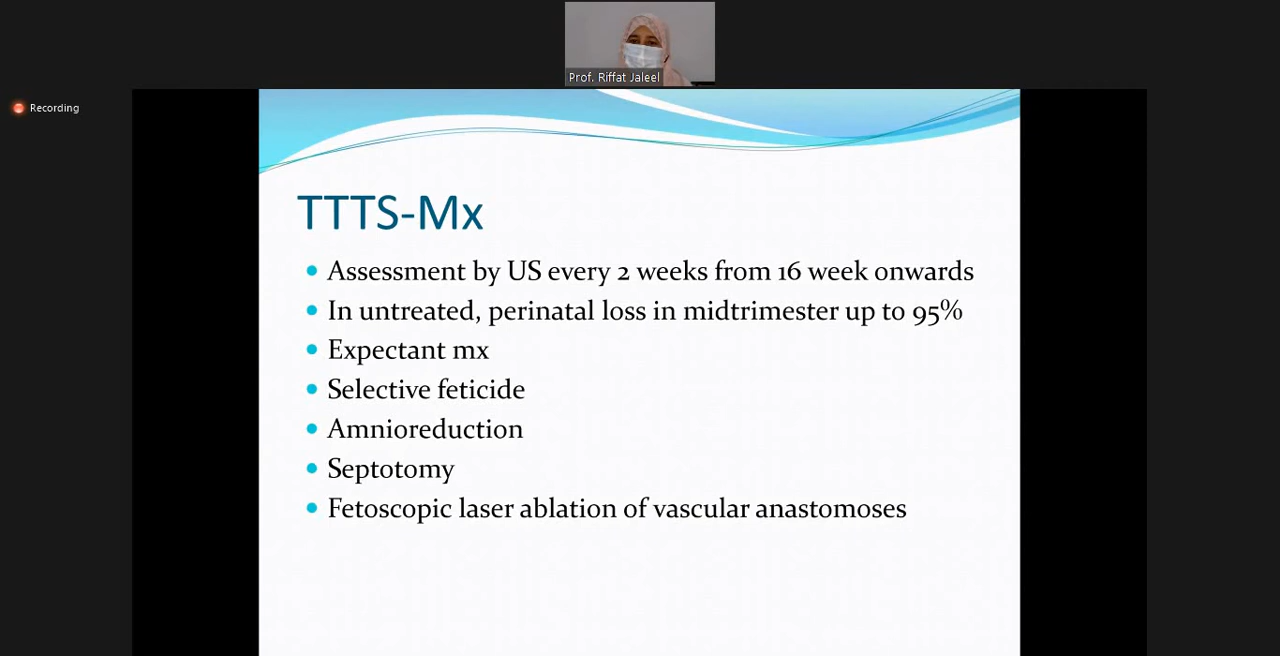 Prof. Riffat Jaleel
Recording
TTTS-Mx
Assessment by US every 2 weeks from 16 week onwards
In untreated, perinatal loss in midtrimester up to 95%
Expectant mx
Selective feticide
Amnioreduction
Septotomy
Fetoscopic laser ablation of vascular anastomoses